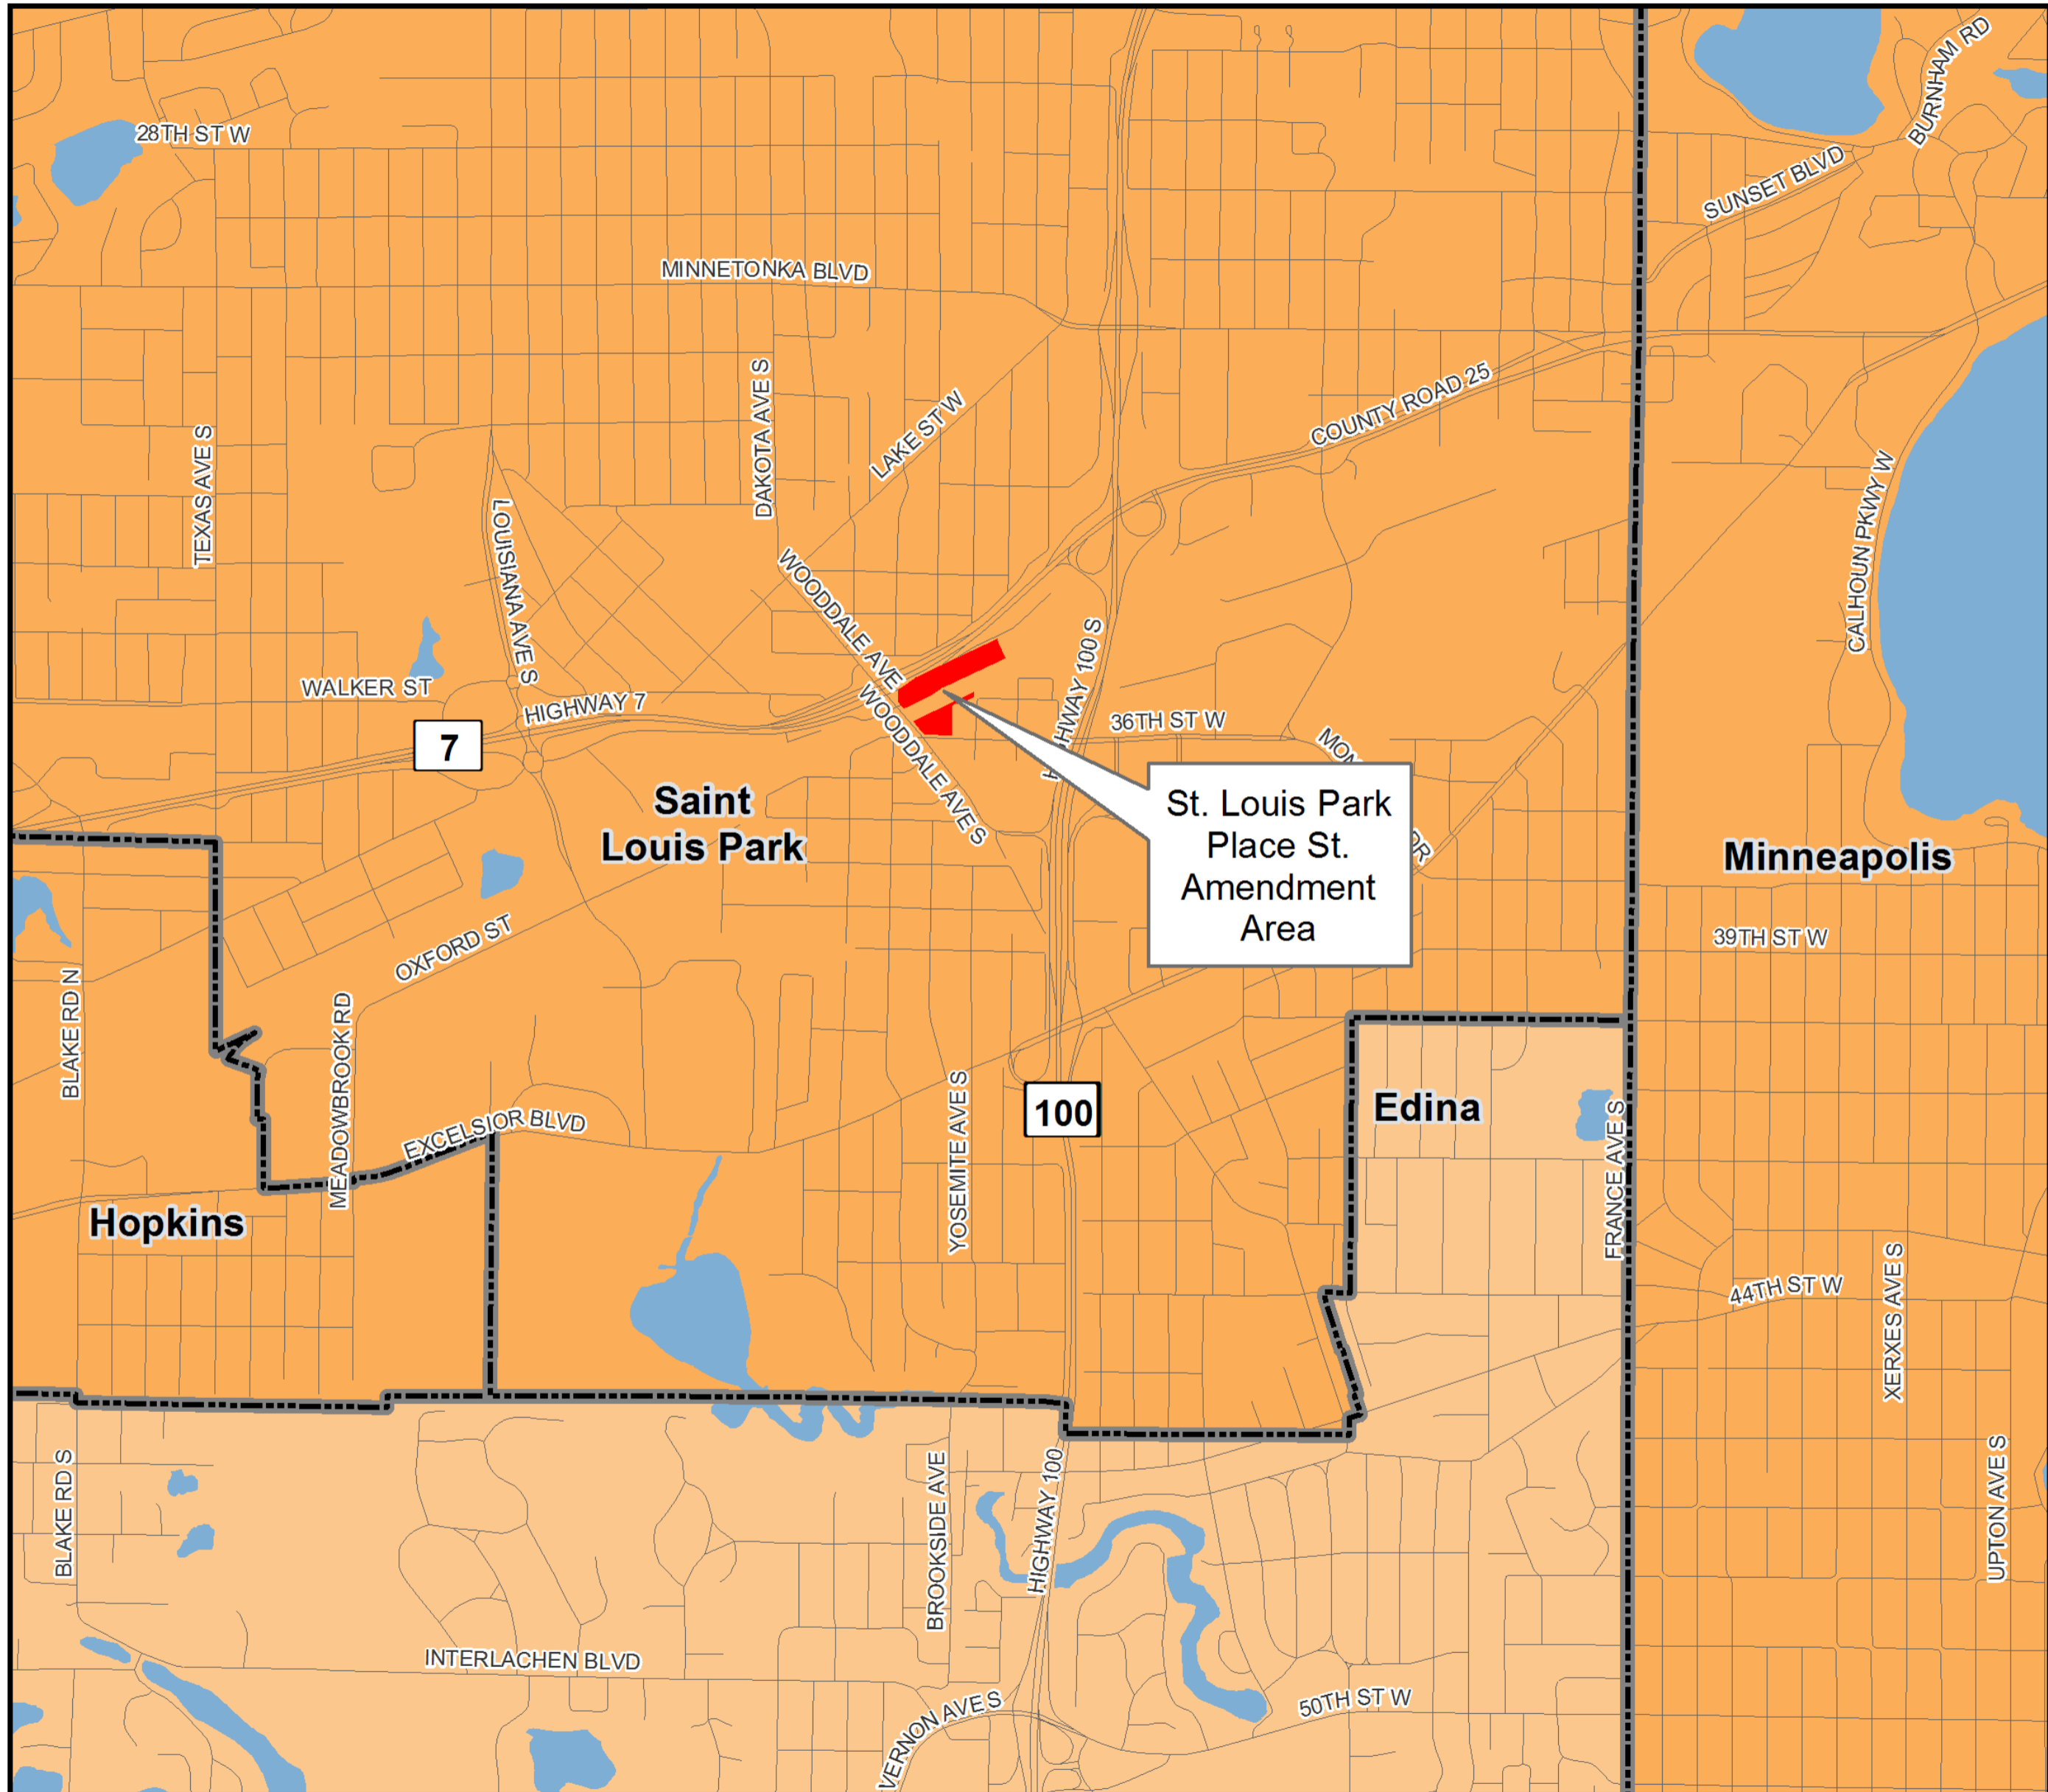 BURNHAM RD
28TH ST W
SUNSET BLVD
MINNETONKA BLVD
COUNTY ROAD 25
DAKOTA AVE S
LAKE ST W
TEXAS AVE S
CALHOUN PKWY W
LOUISIANA AVE S
WOODDALE AVE
HIGHWAY 100 S
WALKER ST
HIGHWAY 7
WOODDALE AVE S
36TH ST W
7
MON
DR
Saint
Louis Park
St. Louis Park
Place St.
Amendment
Area
Minneapolis
39TH ST W
OXFORD ST
BLAKE RD N
MEADOWBROOK RD
YOSEMITE AVE S
100
Edina
FRANCE AVE S
EXCELSIOR BLVD
Hopkins
44TH ST W
XERXES AVE S
BLAKE RD S
BROOKSIDE AVE
HIGHWAY 100
UPTON AVE S
INTERLACHEN BLVD
VERNON AVE S
50TH ST W